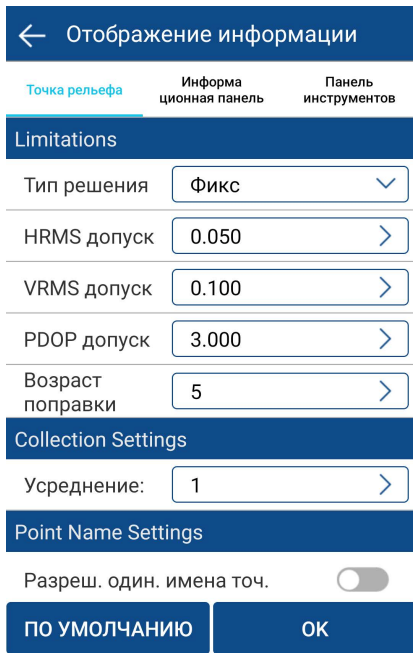 Отображение информации
Точка рельефа
Информа
ционная панель
Панель
инструментов
Limitations
Тип решения Фикс
HRMS допуск 0.050
VRMS допуск 0.100
PDOP допуск 3.000
Возраст
поправки 5
Collection Settings
Усреднение: 1
Point Name Settings
Разреш. один. имена точ.
ПО УМОЛЧАНИЮ OK